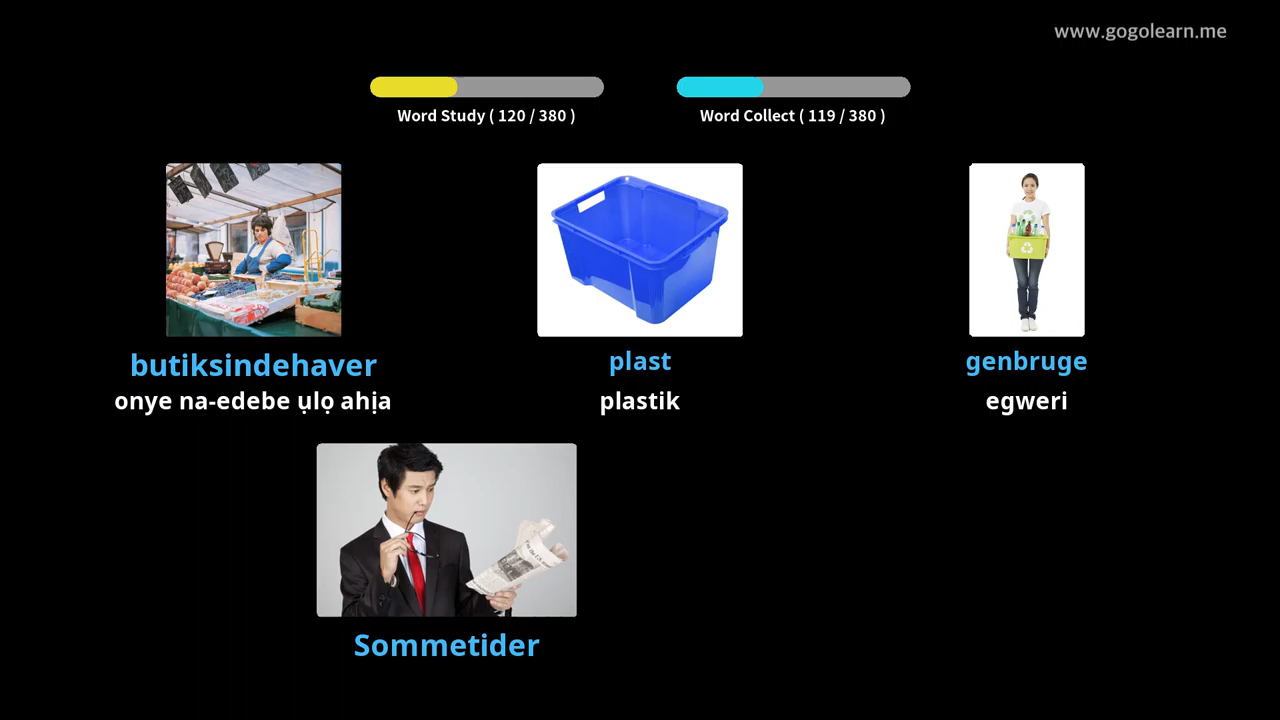 www.gogolearn.me
Word Study ( 120 / 380 )
Word Collect ( 119 / 380 )
butiksindehaver
plast
genbruge
onye na-edebe ụlọ ahịa
plastik
egweri
Sommetider